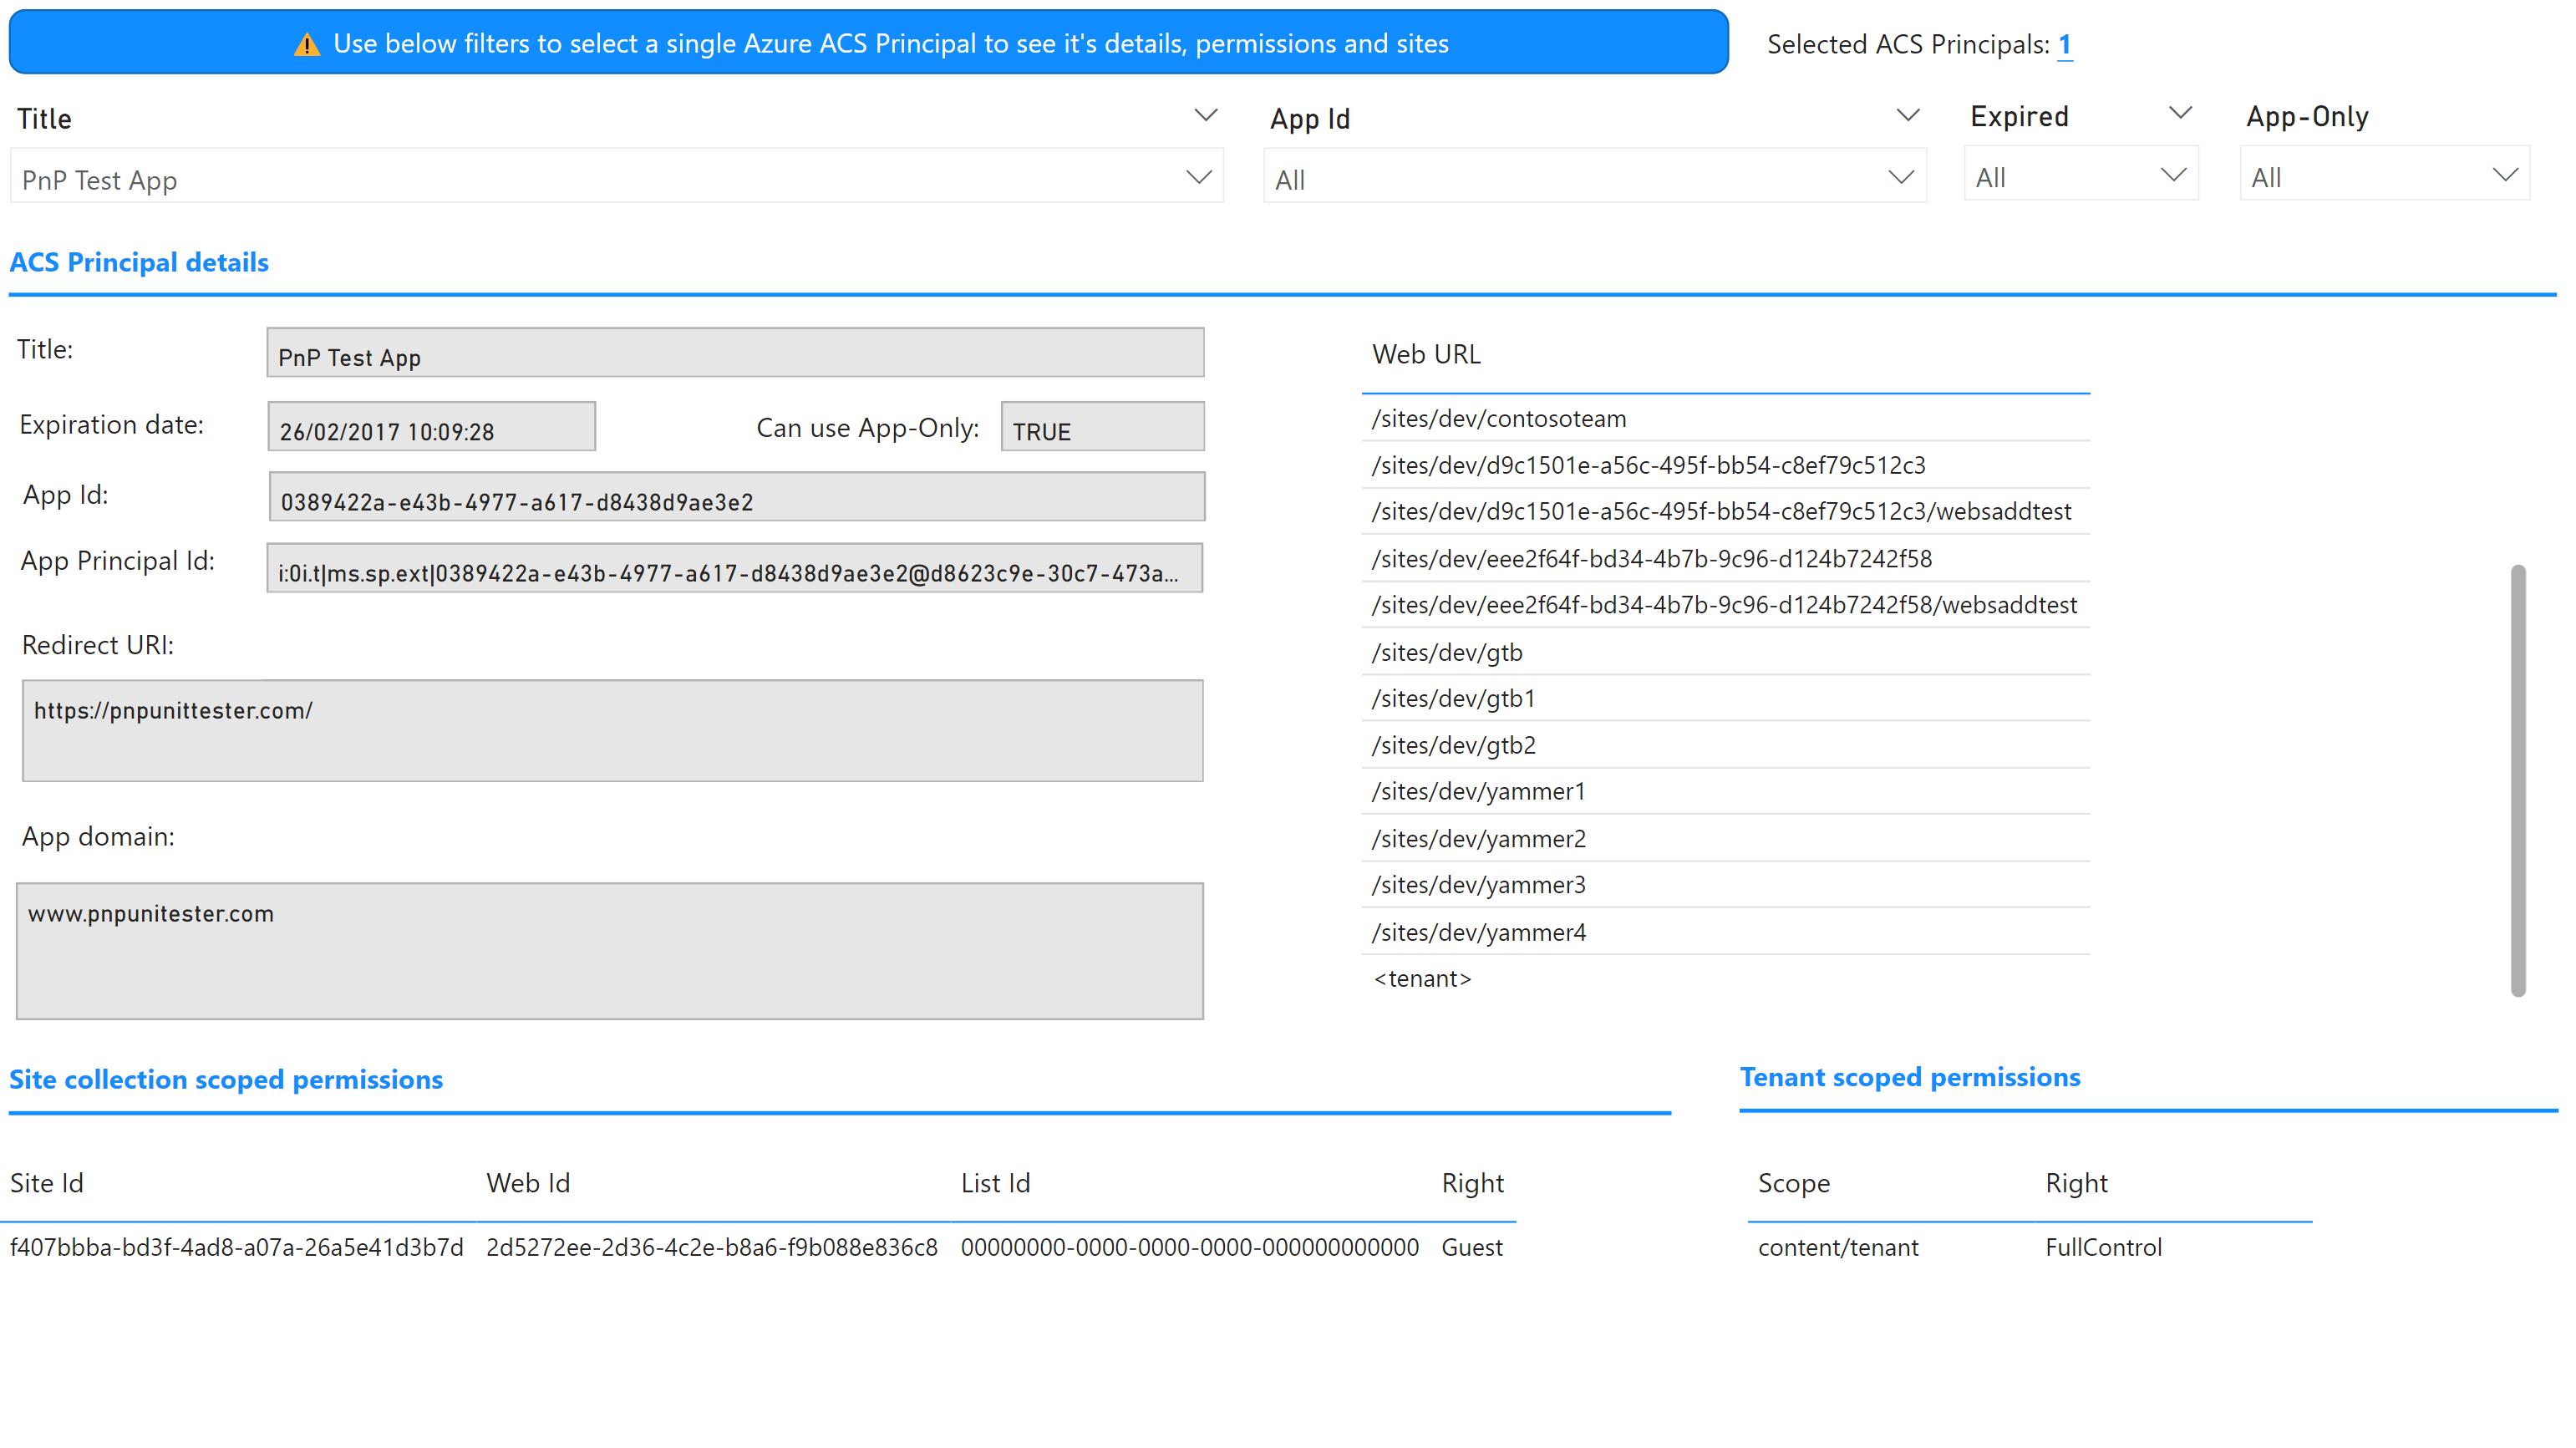 ⚠ Use below filters to select a single Azure ACS Principal to see it's details, permissions and sites
Selected ACS Principals: 1
Title
App Id
Expired
App-Only
PnP Test App
All
All
All
ACS Principal details
Title:
PnP Test App
Expiration date:
26/02/2017 10:09:28
Can use App-Only:
TRUE
App Id:
0389422a-e43b-4977-a617-d8438d9ae3e2
App Principal Id:
i:0i.t|ms.sp.ext|0389422a-e43b-4977-a617-d8438d9ae3e2@d8623c9e-30c7-473a...
Redirect URI:
https://pnpunittester.com/
App domain:
www.pnpunitester.com
Web URL
/sites/dev/contosoteam
/sites/dev/d9c1501e-a56c-495f-bb54-c8ef79c512c3
/sites/dev/d9c1501e-a56c-495f-bb54-c8ef79c512c3/websaddtest
/sites/dev/eee2f64f-bd34-4b7b-9c96-d124b7242f58
/sites/dev/eee2f64f-bd34-4b7b-9c96-d124b7242f58/websaddtest
/sites/dev/gtb
/sites/dev/gtb1
/sites/dev/gtb2
/sites/dev/yammer1
/sites/dev/yammer2
/sites/dev/yammer3
/sites/dev/yammer4
<tenant>
Site collection scoped permissions
Site Id Web Id List Id Right
f407bbba-bd3f-4ad8-a07a-26a5e41d3b7d 2d5272ee-2d36-4c2e-b8a6-f9b088e836c8 00000000-0000-0000-0000-000000000000 Guest
Tenant scoped permissions
Scope Right
content/tenant FullControl